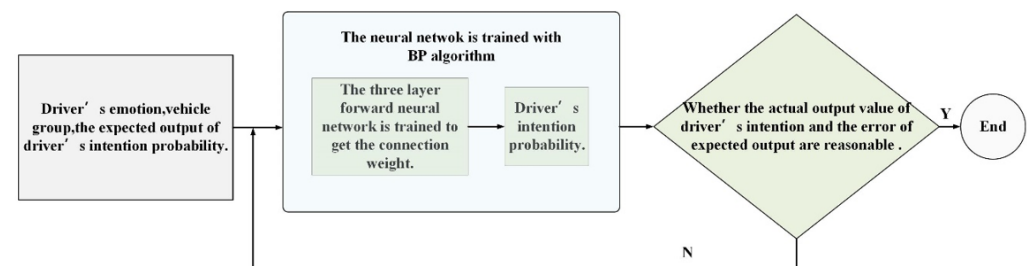 Driver's emotion,vehicle
group,the expected output of
driver's intention probability.
The neural netwok is trained with
BP algorithm
The three layer
forward neural
network is trained to
get the connection
weight.
Driver's
intention
probability.
Whether the actual output value of
driver's intention and the error of
expected output are reasonable .
Y
End
N